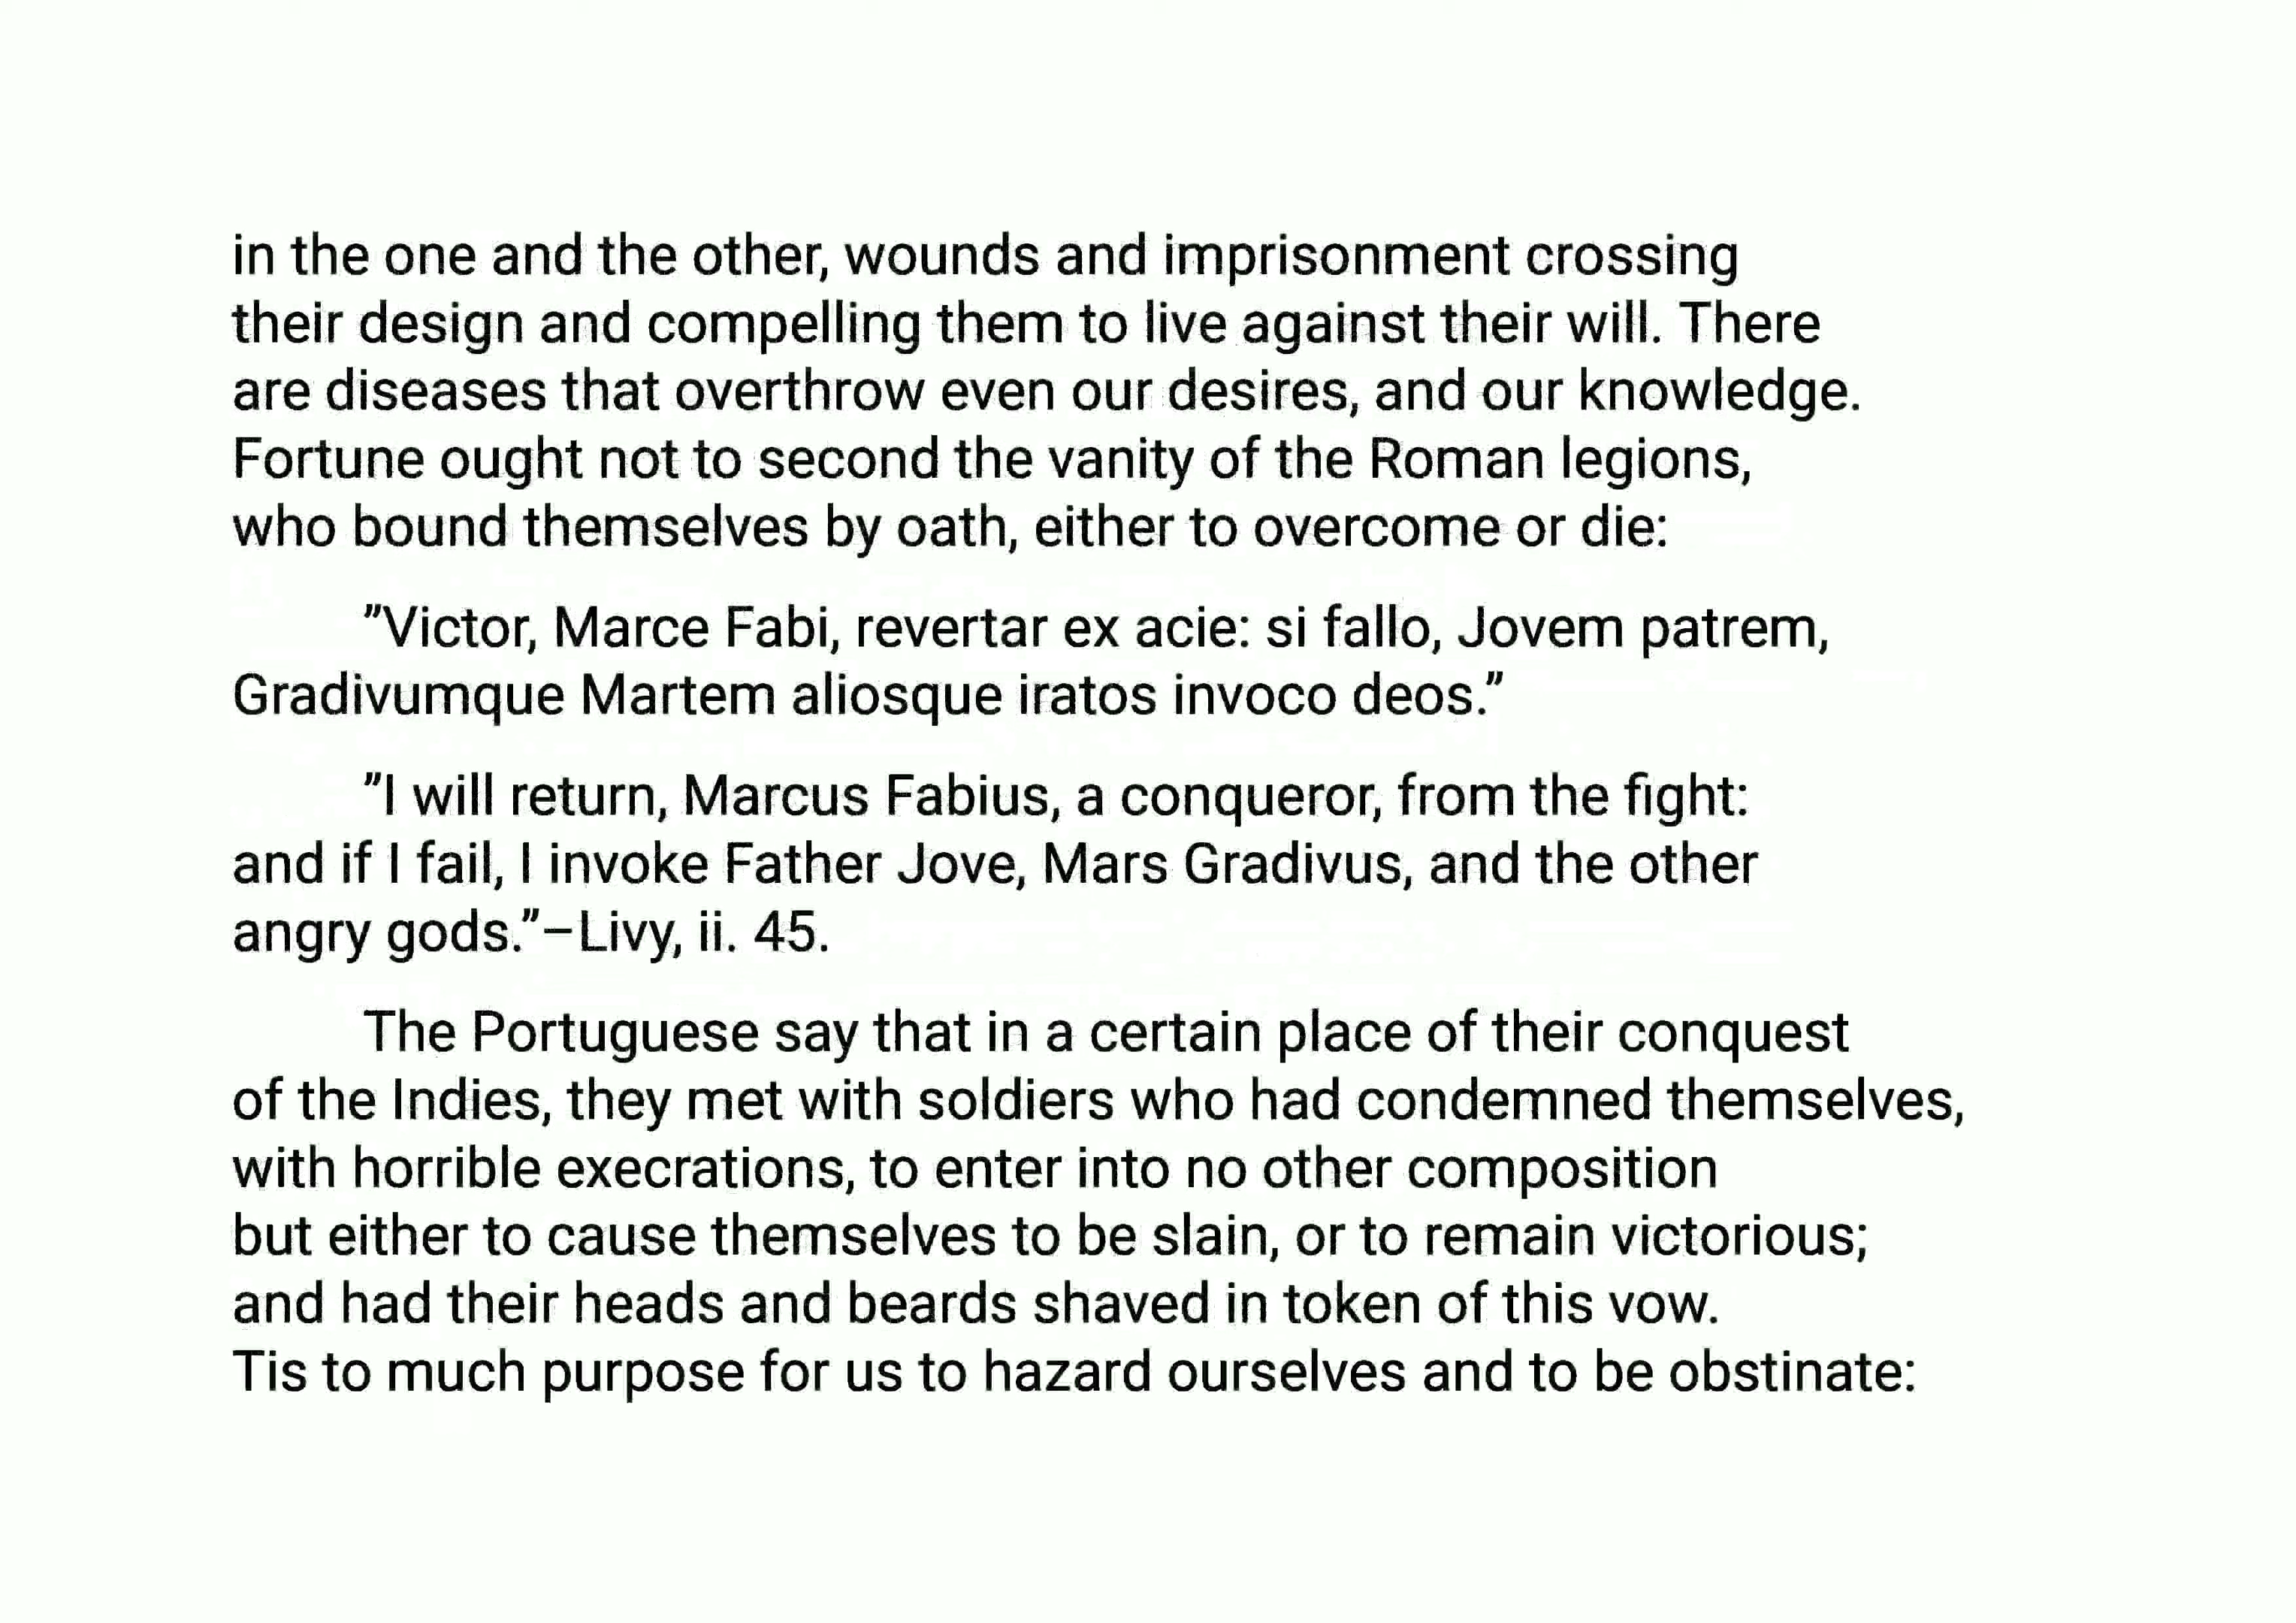 in the one and the other, wounds and imprisonment crossing
their design and compelling them to live against their will. There
are diseases that overthrow even our desires, and our knowledge.
Fortune ought not to second the vanity of the Roman legions,
who bound themselves by oath, either to overcome or die:
”Victor, Marce Fabi, revertar ex acie: si fallo, Jovem patrem,
Gradivumque Martem aliosque iratos invoco deos.”
”I will return, Marcus Fabius, a conqueror, from the fight:
and if I fail, I invoke Father Jove, Mars Gradivus, and the other
angry gods.”–Livy, ii. 45.
The Portuguese say that in a certain place of their conquest
of the Indies, they met with soldiers who had condemned themselves,
with horrible execrations, to enter into no other composition
but either to cause themselves to be slain, or to remain victorious;
and had their heads and beards shaved in token of this vow.
Tis to much purpose for us to hazard ourselves and to be obstinate: